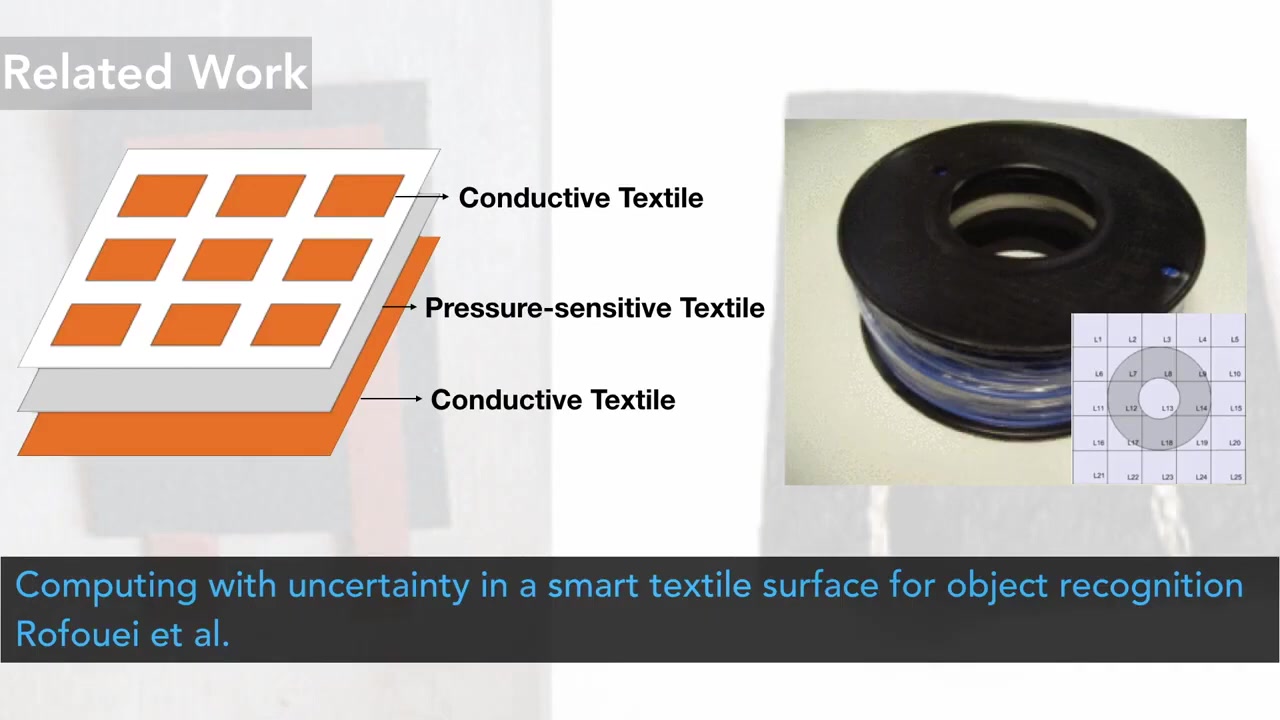 Related Work
Conductive Textile
Pressure-sensitive Textile
Conductive Textile
L1 L2 L3 L4 L5
L6 L7 L8 L9 L10
L11 L12 L13 L14 L15
L16 L17 L18 L19 L20
L21 L22 L23 L24 L25
Computing with uncertainty in a smart textile surface for object recognition
Rofouei et al.